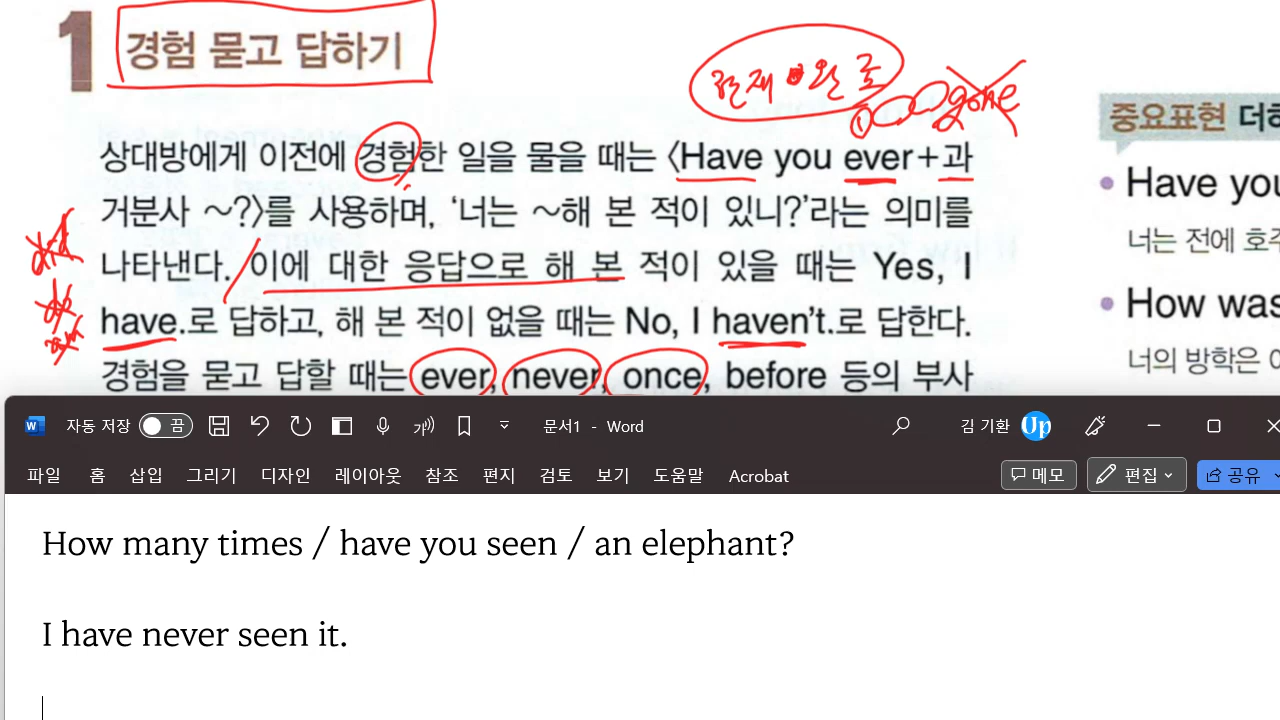 1 경험 묻고 답하기
현재완료
① gone
상대방에게 이전에 경험한 일을 물을 때는 〈Have you ever+과
거분사 ~?〉를 사용하며, ‘너는 ~해 본 적이 있니?’라는 의미를
나타낸다. 이에 대한 응답으로 해 본 적이 있을 때는 Yes, I
have.로 답하고, 해 본 적이 없을 때는 No, I haven’t.로 답한다.
경험을 묻고 답할 때는 ever, never, once, before 등의 부사
did
do
중요표현 더하
• Have you
너는 전에 호주
• How was
너의 방학은 어
자동 저장 끔 가 문서1 - Word 김 기환 Up
파일 홈 삽입 그리기 디자인 레이아웃 참조 편지 검토 보기 도움말 Acrobat 메모 편집 공유
How many times / have you seen / an elephant?
I have never seen it.